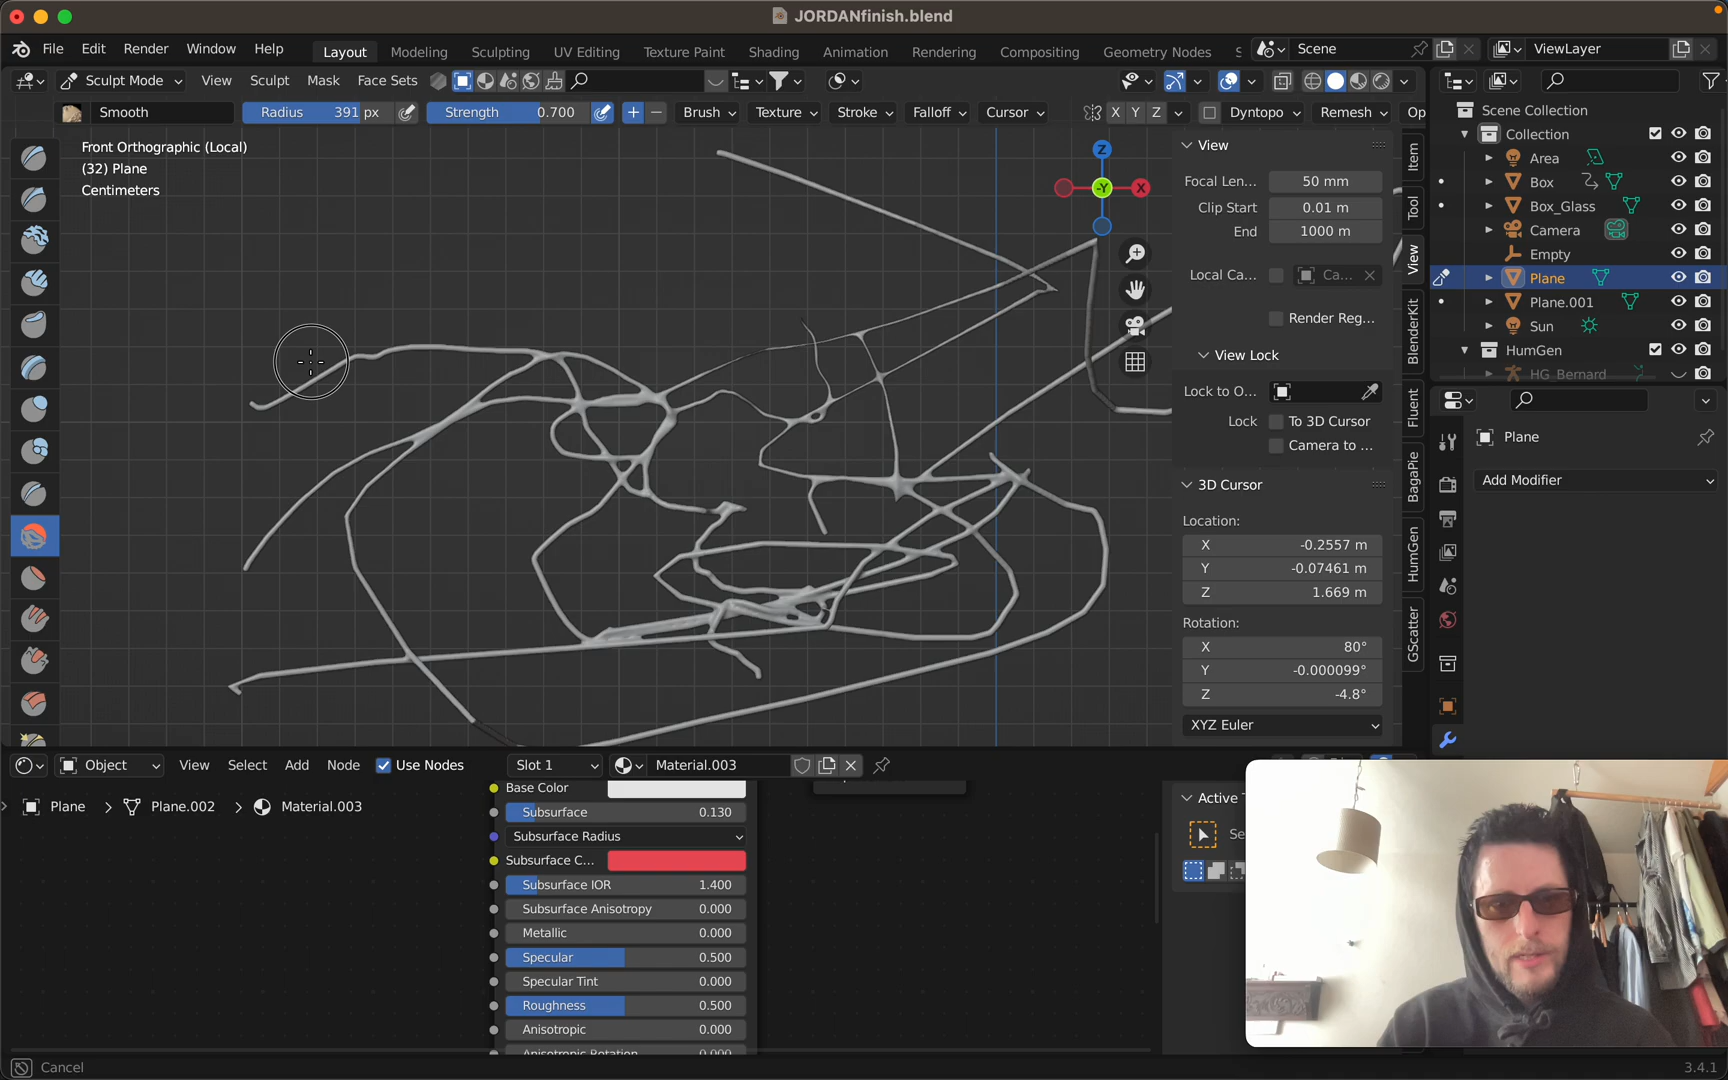 JORDANfinish.blend
File Edit Render Window Help
Layout Modeling Sculpting UV Editing Texture Paint Shading Animation Rendering Compositing Geometry Nodes
Scene
ViewLayer
Sculpt Mode View Sculpt Mask Face Sets
Smooth Radius 391 px Strength 0.700 Brush Texture Stroke Falloff Cursor X Y Z Dyntopo Remesh Op
Front Orthographic (Local)
(32) Plane
Centimeters
Z
-Y
X
View
Focal Len... 50 mm
Clip Start 0.01 m
End 1000 m
Local Ca... Ca...
Render Reg...
View Lock
Lock to O...
Lock To 3D Cursor
Camera to ...
3D Cursor
Location:
X -0.2557 m
Y -0.07461 m
Z 1.669 m
Rotation:
X 80°
Y -0.000099°
Z -4.8°
XYZ Euler
Item
Tool
View
BlenderKit
Fluent
BagaPie
HumGen
GScatter
Scene Collection
Collection
Area
Box
Box_Glass
Camera
Empty
Plane
Plane.001
Sun
HumGen
HG_Bernard
Plane
Add Modifier
Object View Select Add Node Use Nodes Slot 1 Material.003
Plane > Plane.002 > Material.003
Base Color
Subsurface 0.130
Subsurface Radius
Subsurface C...
Subsurface IOR 1.400
Subsurface Anisotropy 0.000
Metallic 0.000
Specular 0.500
Specular Tint 0.000
Roughness 0.500
Anisotropic 0.000
Anisotropic Rotation 0.000
Active T
Se
Cancel
3.4.1